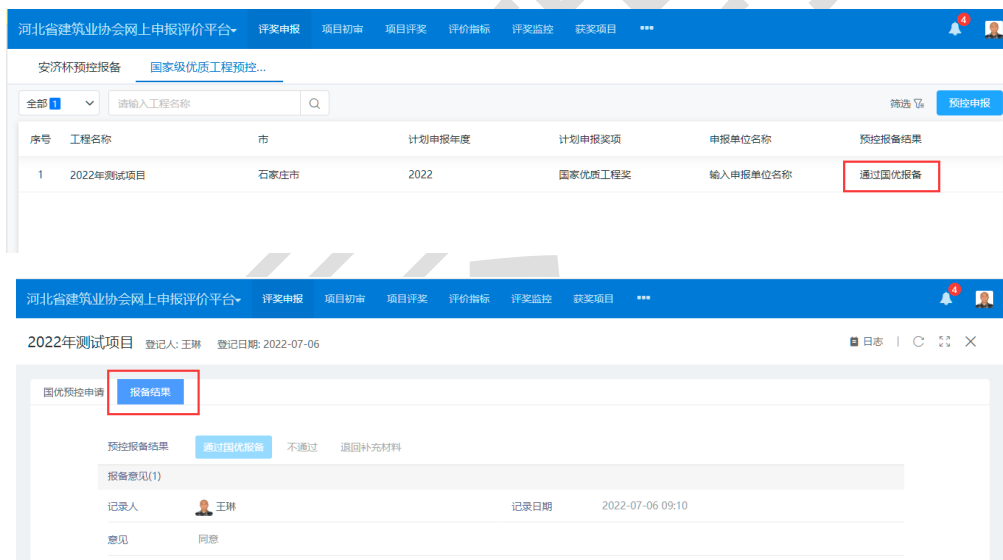 河北省建筑业协会网上申报评价平台 评奖申报 项目初审 项目评奖 评价指标 评奖监控 获奖项目 ••• 4
安济杯预控报备 国家级优质工程预控...
全部 1 请输入工程名称 筛选 预控申报
序号 工程名称 市 计划申报年度 计划申报奖项 申报单位名称 预控报备结果
1 2022年测试项目 石家庄市 2022 国家优质工程奖 输入申报单位名称 通过国优报备
河北省建筑业协会网上申报评价平台 评奖申报 项目初审 项目评奖 评价指标 评奖监控 获奖项目 ••• 4
2022年测试项目 登记人: 王琳 登记日期: 2022-07-06 日志
国优预控申请 报备结果
预控报备结果 通过国优报备 不通过 退回补充材料
报备意见(1)
记录人 王琳 记录日期 2022-07-06 09:10
意见 同意